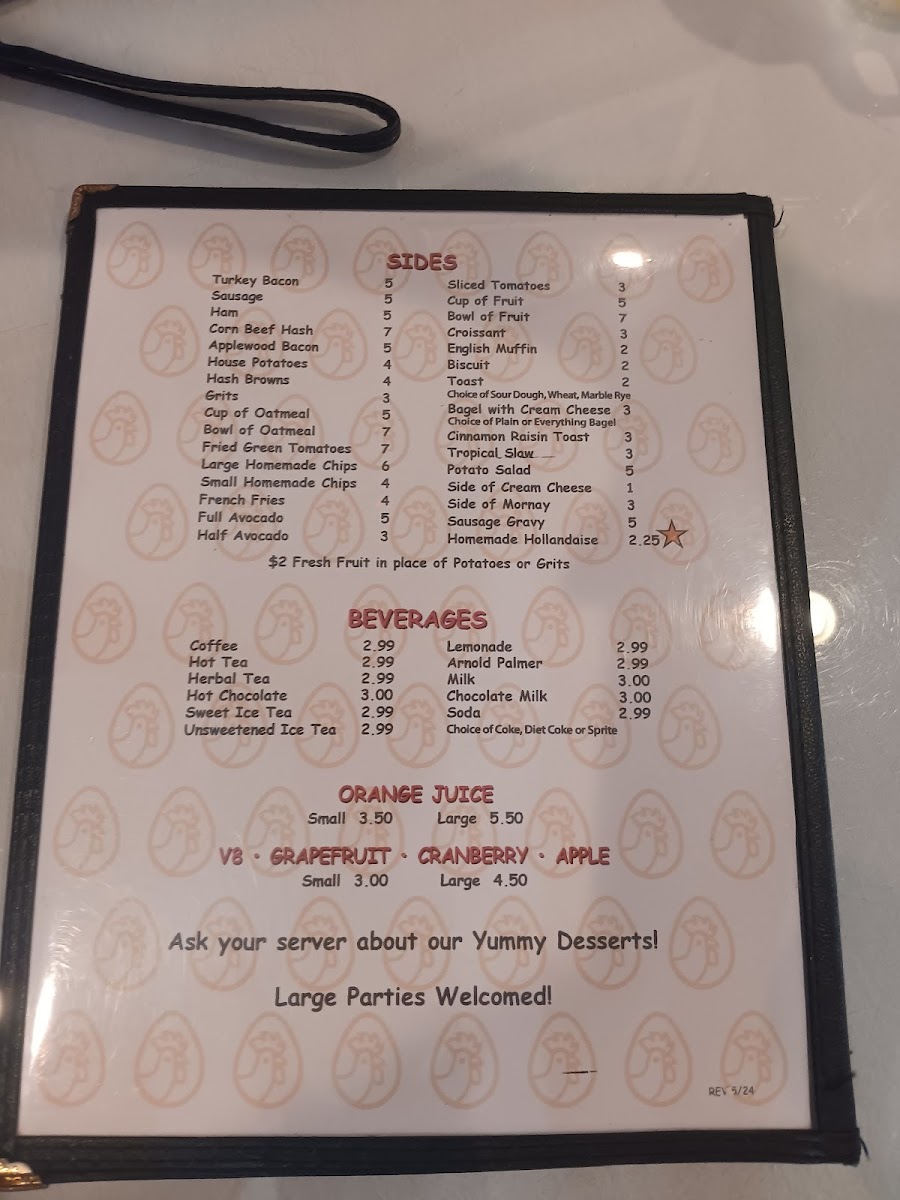 SIDES
Turkey Bacon 5
Sausage 5
Ham 5
Corn Beef Hash 7
Applewood Bacon 5
House Potatoes 4
Hash Browns 4
Grits 3
Cup of Oatmeal 5
Bowl of Oatmeal 7
Fried Green Tomatoes 7
Large Homemade Chips 6
Small Homemade Chips 4
French Fries 4
Full Avocado 5
Half Avocado 3
Sliced Tomatoes 3
Cup of Fruit 5
Bowl of Fruit 7
Croissant 3
English Muffin 2
Biscuit 2
Toast 2
Choice of Sour Dough, Wheat, Marble Rye
Bagel with Cream Cheese 3
Choice of Plain or Everything Bagel
Cinnamon Raisin Toast 3
Tropical Slaw 3
Potato Salad 5
Side of Cream Cheese 1
Side of Mornay 3
Sausage Gravy 5
Homemade Hollandaise 2.25
$2 Fresh Fruit in place of Potatoes or Grits
BEVERAGES
Coffee 2.99
Hot Tea 2.99
Herbal Tea 2.99
Hot Chocolate 3.00
Sweet Ice Tea 2.99
Unsweetened Ice Tea 2.99
Lemonade 2.99
Arnold Palmer 2.99
Milk 3.00
Chocolate Milk 3.00
Soda 2.99
Choice of Coke, Diet Coke or Sprite
ORANGE JUICE
Small 3.50 Large 5.50
V8 · GRAPEFRUIT · CRANBERRY · APPLE
Small 3.00 Large 4.50
Ask your server about our Yummy Desserts!
Large Parties Welcomed!
REV 5/24